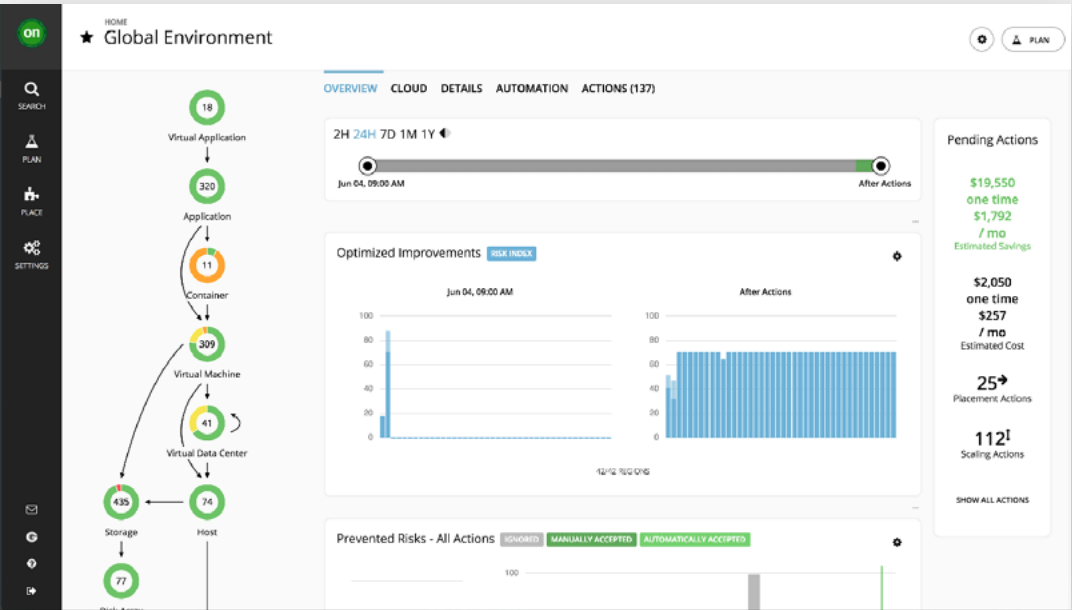 on
HOME
Global Environment
PLAN
SEARCH
PLAN
PLACE
SETTINGS
18
Virtual Application
320
Application
11
Container
309
Virtual Machine
41
Virtual Data Center
435
Storage
74
Host
77
OVERVIEW CLOUD DETAILS AUTOMATION ACTIONS (137)
2H 24H 7D 1M 1Y
Jun 04, 09:00 AM
After Actions
Optimized Improvements RISK INDEX
Jun 04, 09:00 AM
100
80
60
40
20
0
After Actions
100
80
60
40
20
0
42/42 REGIONS
Prevented Risks - All Actions IGNORED MANUALLY ACCEPTED AUTOMATICALLY ACCEPTED
100
Pending Actions
$19,550
one time
$1,792
/ mo
Estimated Savings
$2,050
one time
$257
/ mo
Estimated Cost
25
Placement Actions
112
Scaling Actions
SHOW ALL ACTIONS
G
?